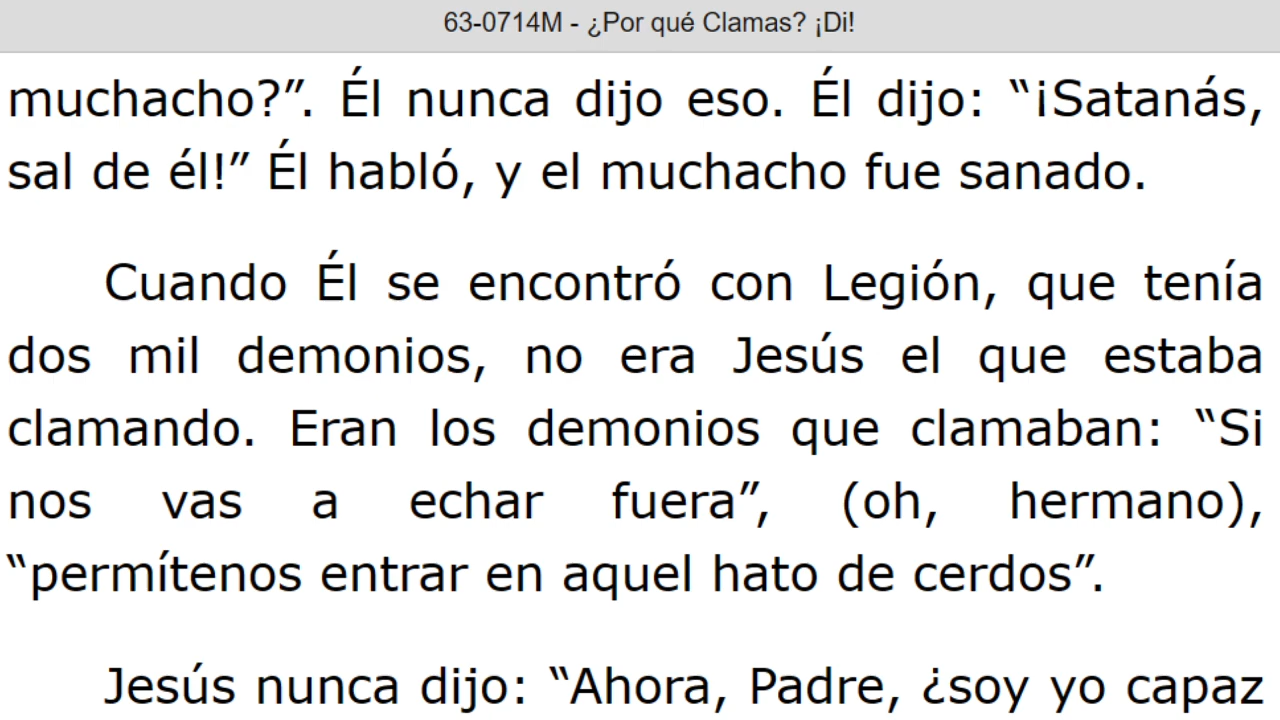 63-0714M - ¿Por qué Clamas? ¡Di!
muchacho?”. Él nunca dijo eso. Él dijo: “¡Satanás,
sal de él!” Él habló, y el muchacho fue sanado.
Cuando Él se encontró con Legión, que tenía
dos mil demonios, no era Jesús el que estaba
clamando. Eran los demonios que clamaban: “Si
nos vas a echar fuera”, (oh, hermano),
“permítenos entrar en aquel hato de cerdos”.
Jesús nunca dijo: “Ahora, Padre, ¿soy yo capaz